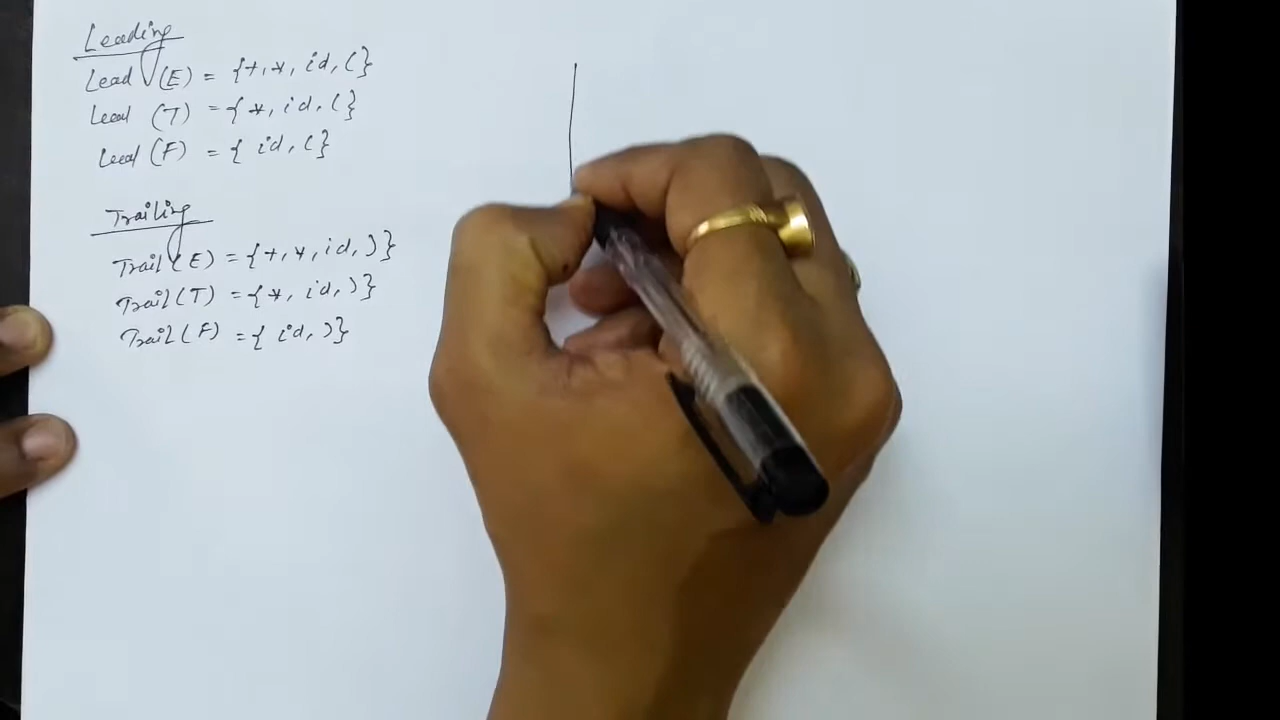 Leading
Lead (E) = {+,*, id, (}
Lead (T) = {*, id, (}
Lead (F) = { id, (}
Trailing
Trail(E) = {+,*, id, )}
Trail(T) = {*, id, )}
Trail(F) = { id, )}